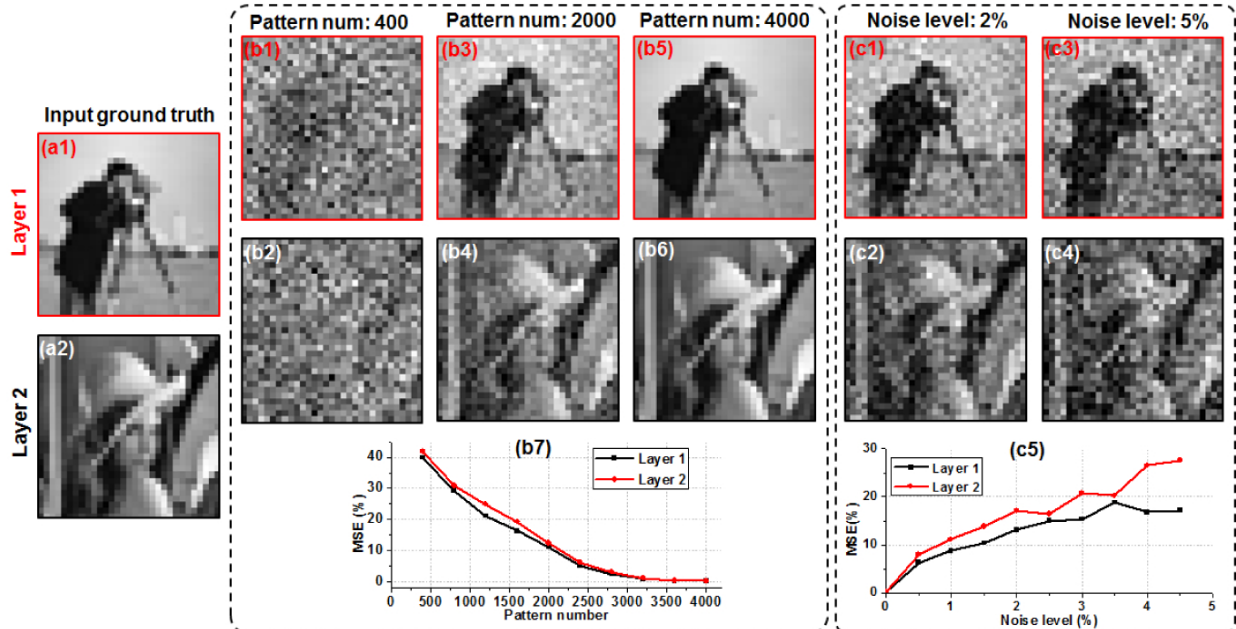 Pattern num: 400 Pattern num: 2000 Pattern num: 4000 Noise level: 2% Noise level: 5%
(b1) (b3) (b5) (c1) (c3)
Input ground truth
(a1)
Layer 1
(b2) (b4) (b6) (c2) (c4)
(a2)
Layer 2
(b7)
Layer 1
Layer 2
MSE (%)
40
30
20
10
0
0 500 1000 1500 2000 2500 3000 3500 4000
Pattern number
(c5)
Layer 1
Layer 2
MSE(%)
30
20
10
0
0 1 2 3 4 5
Noise level (%)